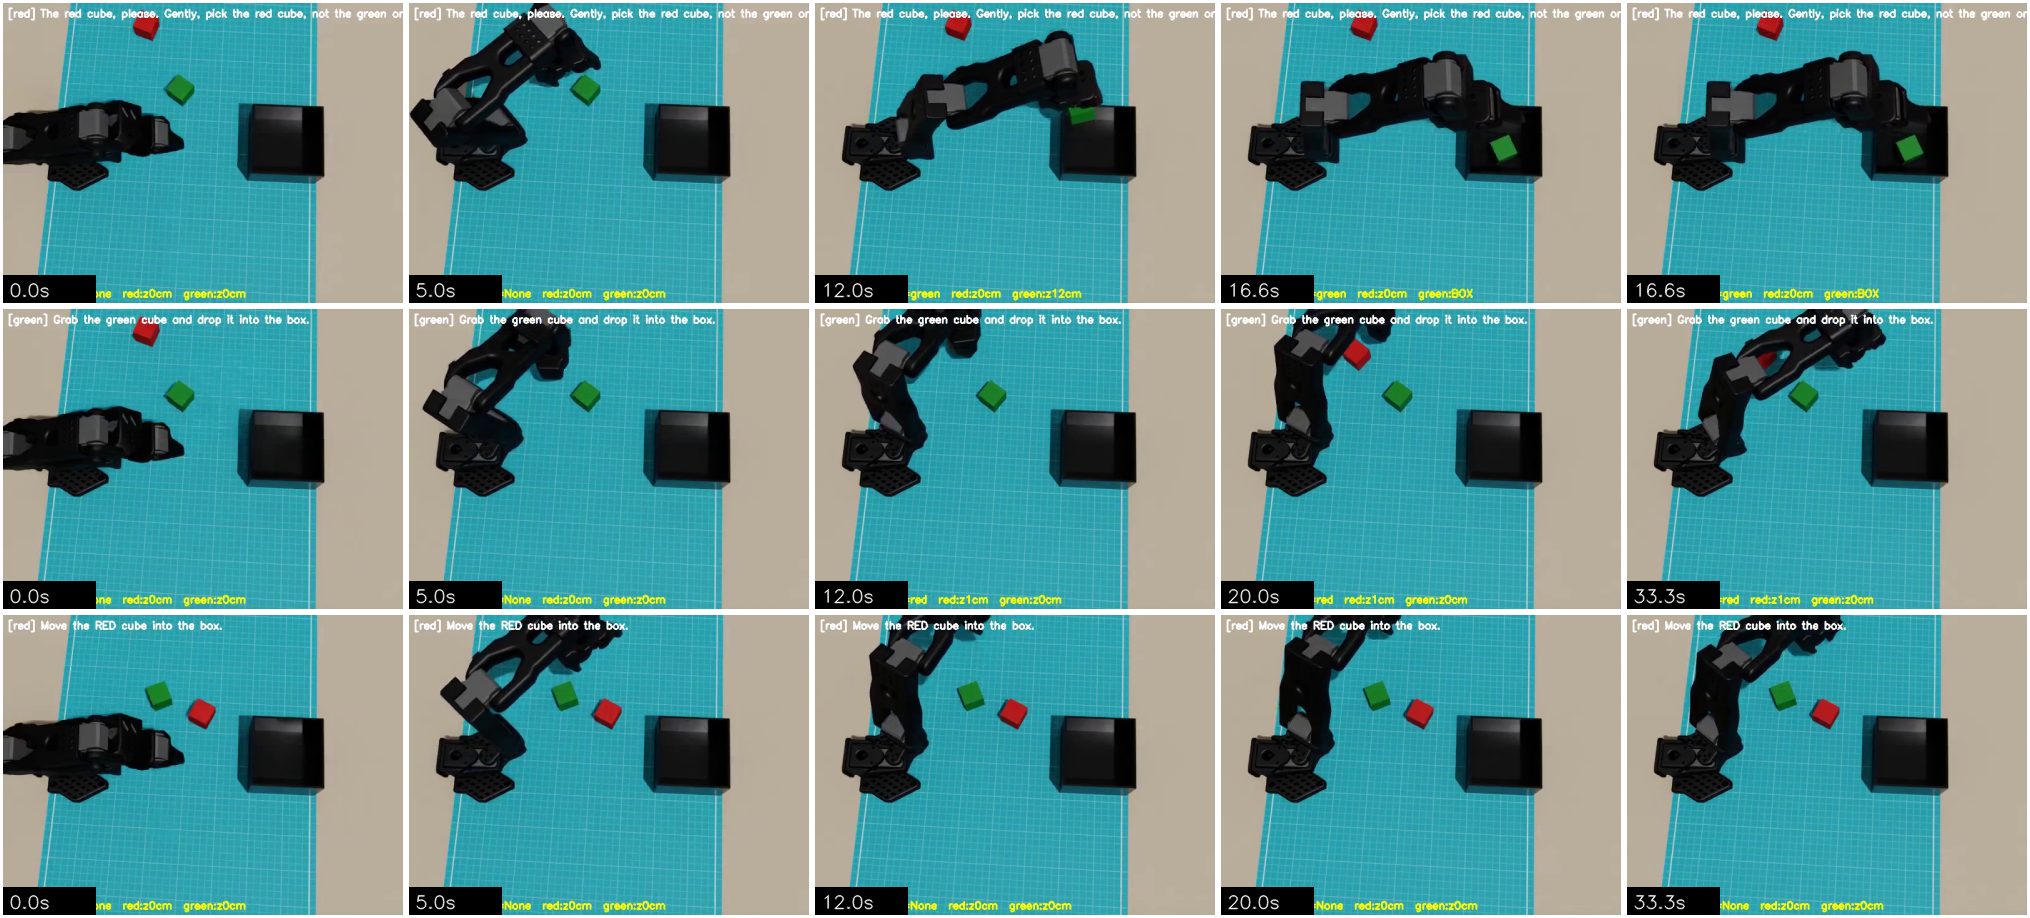 [red] The red cube, please. Gently, pick the red cube, not the green or
[red] The red cube, please. Gently, pick the red cube, not the green or
[red] The red cube, please. Gently, pick the red cube, not the green or
[red] The red cube, please. Gently, pick the red cube, not the green or
[red] The red cube, please. Gently, pick the red cube, not the green or
0.0s red:z0cm green:z0cm
5.0s =None red:z0cm green:z0cm
12.0s =green red:z0cm green:z12cm
16.6s =green red:z0cm green:BOX
16.6s =green red:z0cm green:BOX
[green] Grab the green cube and drop it into the box.
[green] Grab the green cube and drop it into the box.
[green] Grab the green cube and drop it into the box.
[green] Grab the green cube and drop it into the box.
[green] Grab the green cube and drop it into the box.
0.0s red:z0cm green:z0cm
5.0s =None red:z0cm green:z0cm
12.0s =red red:z1cm green:z0cm
20.0s =red red:z1cm green:z0cm
33.3s =red red:z1cm green:z0cm
[red] Move the RED cube into the box.
[red] Move the RED cube into the box.
[red] Move the RED cube into the box.
[red] Move the RED cube into the box.
[red] Move the RED cube into the box.
0.0s red:z0cm green:z0cm
5.0s =None red:z0cm green:z0cm
12.0s =None red:z0cm green:z0cm
20.0s =None red:z0cm green:z0cm
33.3s =None red:z0cm green:z0cm